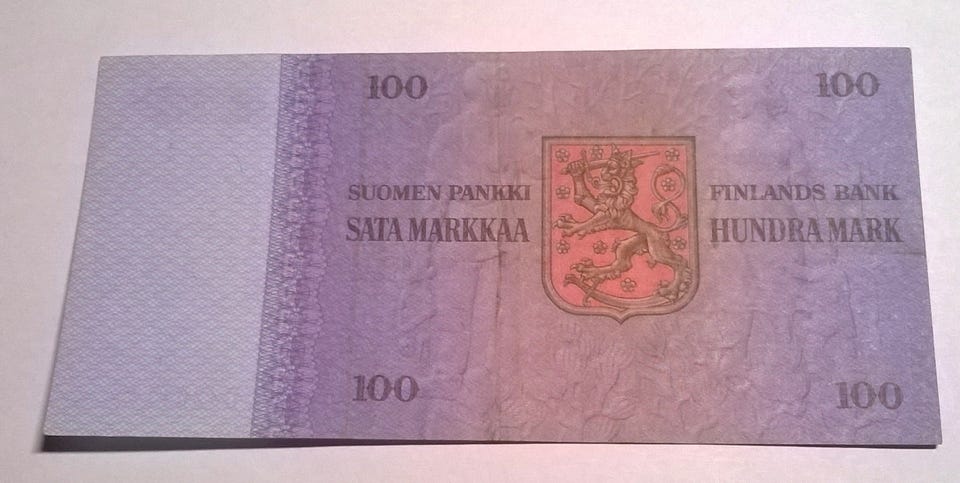 100 100
SUOMEN PANKKI FINLANDS BANK
SATA MARKKAA HUNDRA MARK
100 100